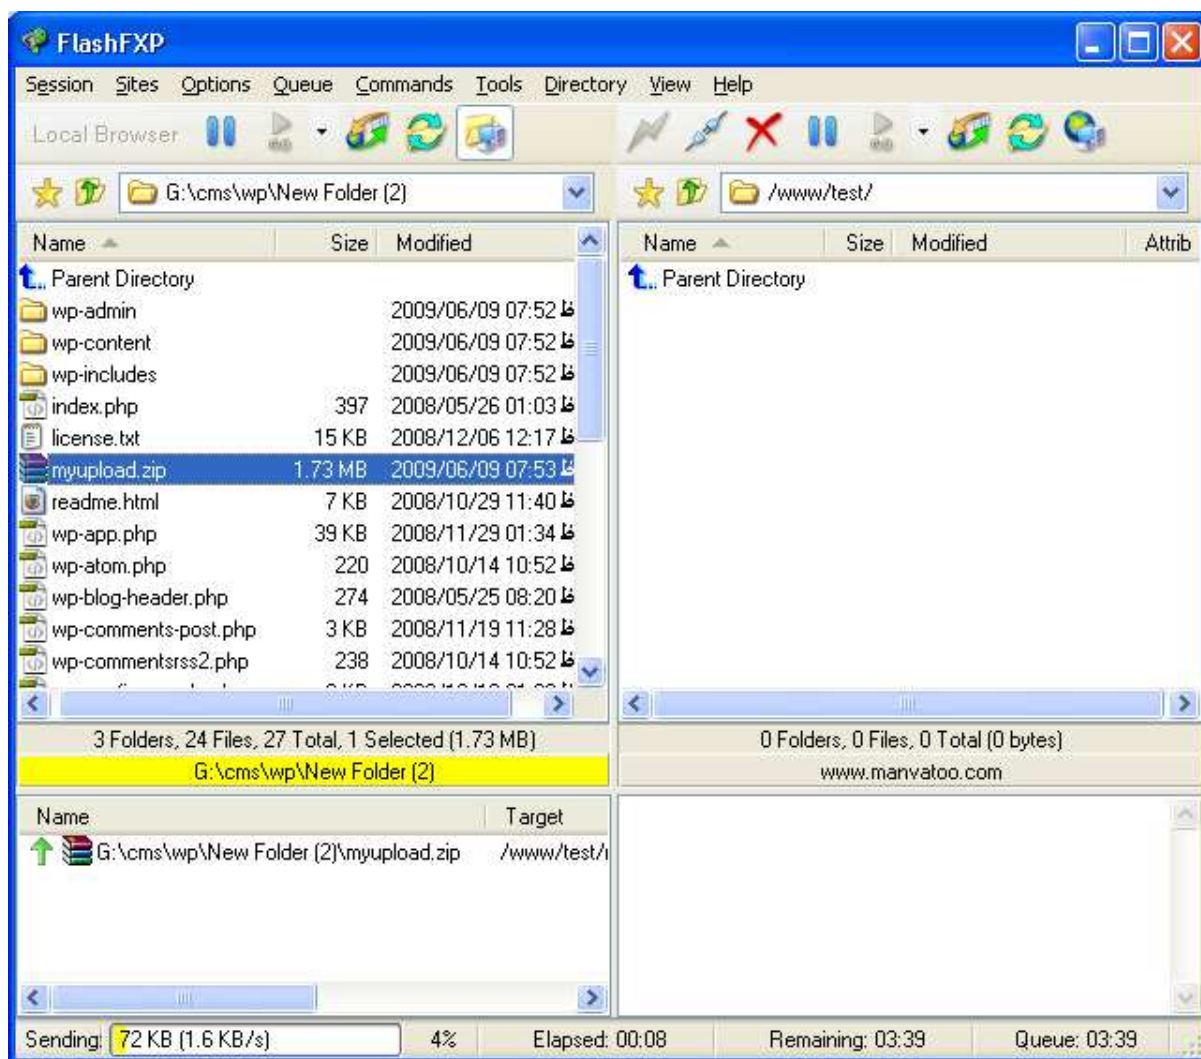 FlashFXP
Session Sites Options Queue Commands Tools Directory View Help
Local Browser
G:\cms\wp\New Folder (2)
/www/test/
Name Size Modified
Name Size Modified Attrib
Parent Directory
Parent Directory
wp-admin 2009/06/09 07:52 ظ
wp-content 2009/06/09 07:52 ظ
wp-includes 2009/06/09 07:52 ظ
index.php 397 2008/05/26 01:03 ظ
license.txt 15 KB 2008/12/06 12:17 ظ
myupload.zip 1.73 MB 2009/06/09 07:53 ظ
readme.html 7 KB 2008/10/29 11:40 ظ
wp-app.php 39 KB 2008/11/29 01:34 ظ
wp-atom.php 220 2008/10/14 10:52 ظ
wp-blog-header.php 274 2008/05/25 08:20 ظ
wp-comments-post.php 3 KB 2008/11/19 11:28 ظ
wp-commentsrss2.php 238 2008/10/14 10:52 ظ
3 Folders, 24 Files, 27 Total, 1 Selected (1.73 MB)
0 Folders, 0 Files, 0 Total (0 bytes)
G:\cms\wp\New Folder (2)
www.manvatoo.com
Name Target
G:\cms\wp\New Folder (2)\myupload.zip /www/test/
Sending: 72 KB (1.6 KB/s) 4% Elapsed: 00:08 Remaining: 03:39 Queue: 03:39